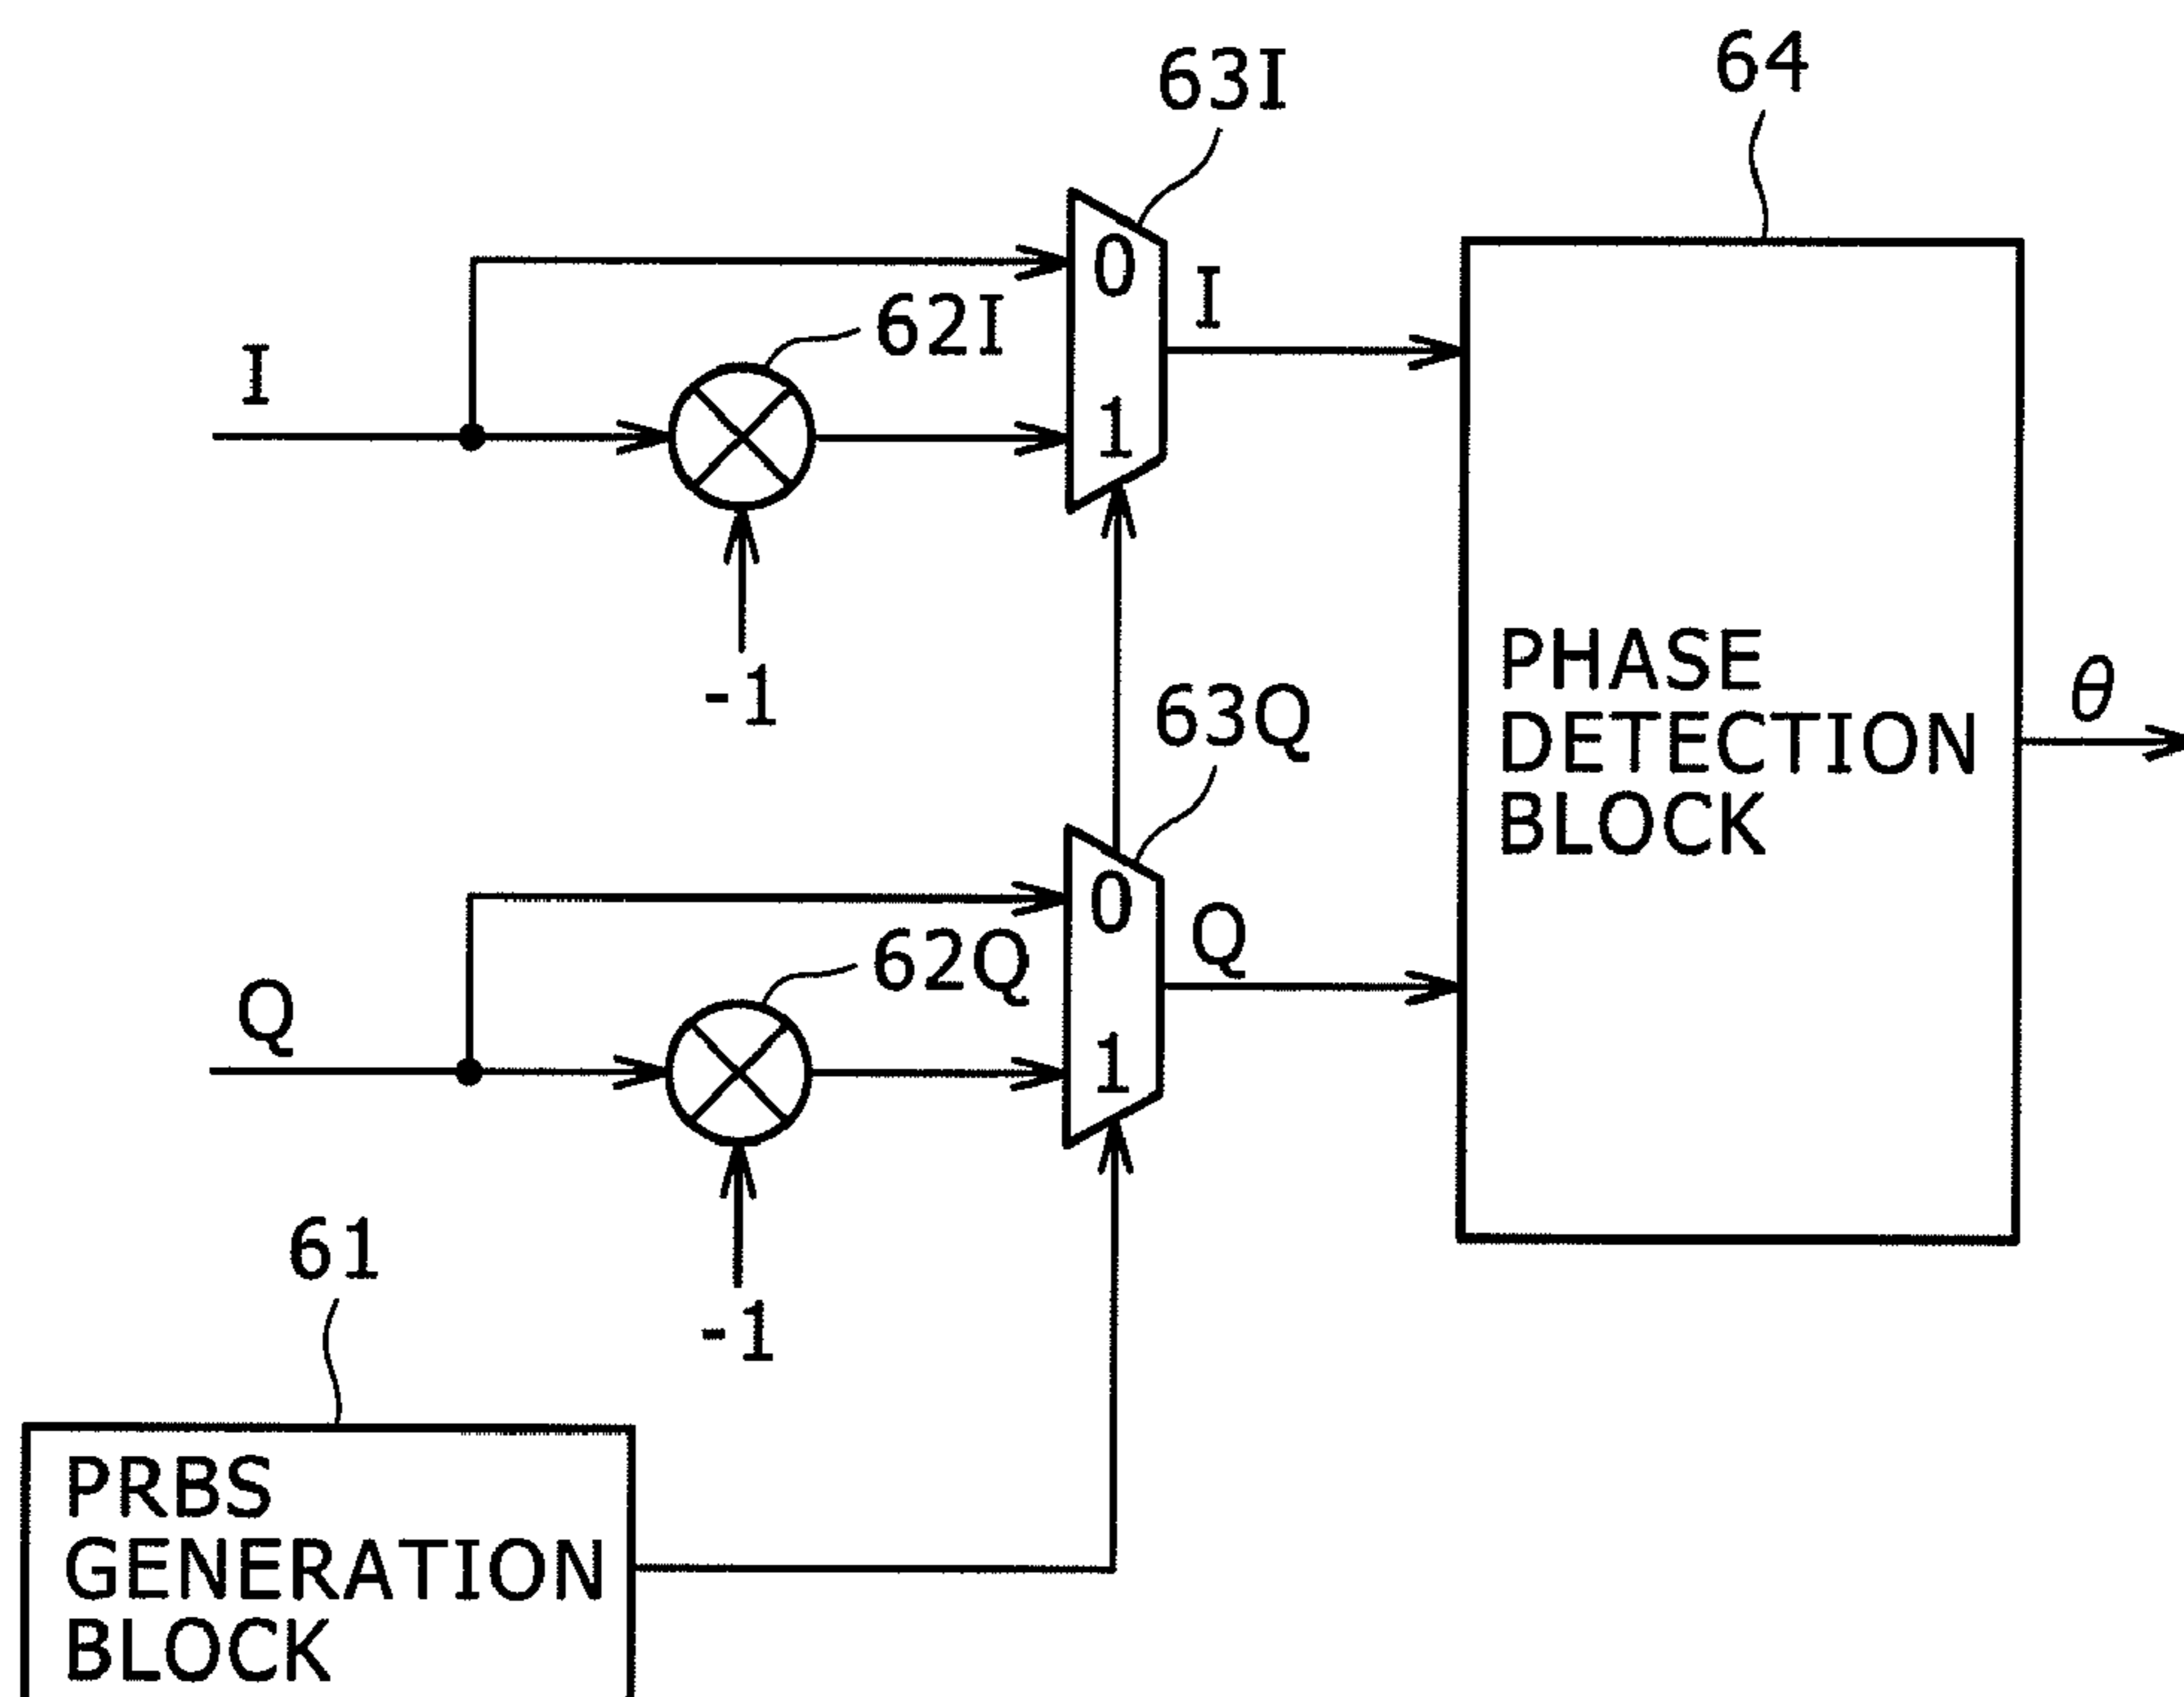 63I
64
0
I
62I
I
1
-1
PHASE
DETECTION
BLOCK
θ
63Q
0
Q
62Q
Q
1
-1
61
PRBS
GENERATION
BLOCK